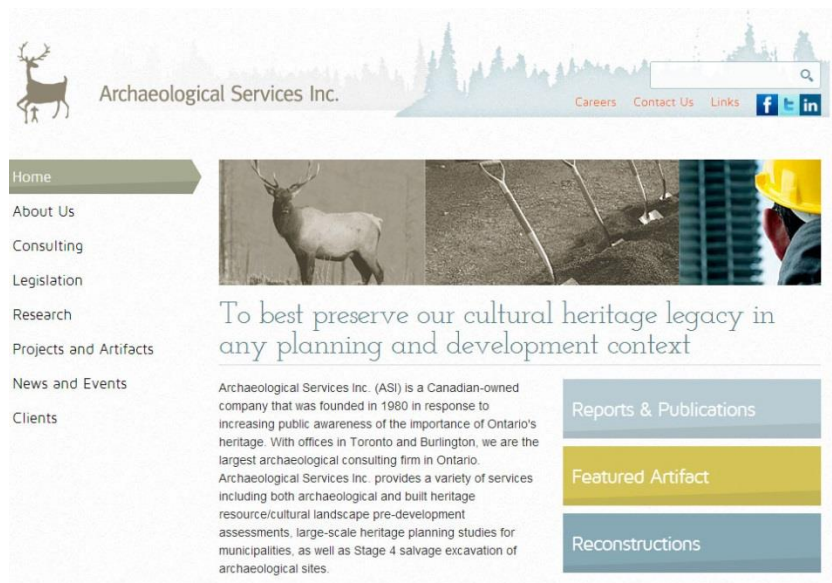 Archaeological Services Inc.
Careers Contact Us Links
Home
About Us
Consulting
Legislation
Research
Projects and Artifacts
News and Events
Clients
To best preserve our cultural heritage legacy in
any planning and development context
Archaeological Services Inc. (ASI) is a Canadian-owned
company that was founded in 1980 in response to
increasing public awareness of the importance of Ontario's
heritage. With offices in Toronto and Burlington, we are the
largest archaeological consulting firm in Ontario.
Archaeological Services Inc. provides a variety of services
including both archaeological and built heritage
resource/cultural landscape pre-development
assessments, large-scale heritage planning studies for
municipalities, as well as Stage 4 salvage excavation of
archaeological sites.
Reports & Publications
Featured Artifact
Reconstructions